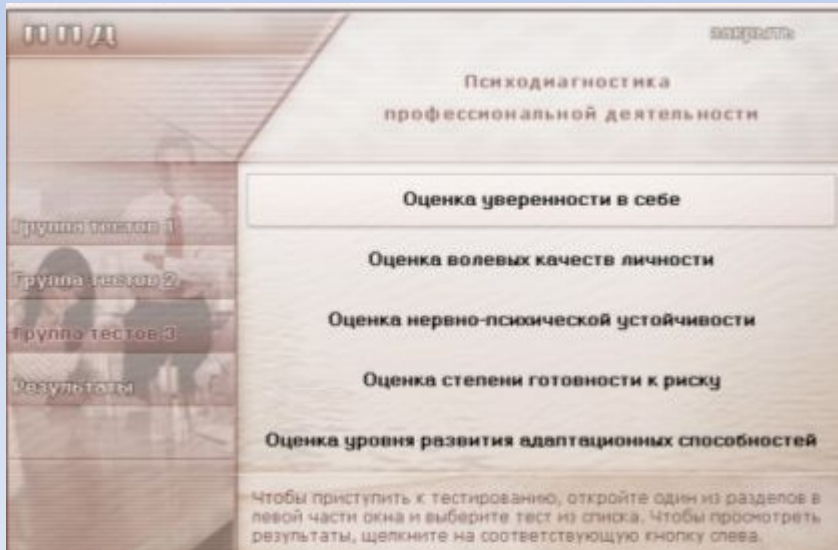 ППД
закрыть
Психодиагностика
профессиональной деятельности
Группа тестов 1
Группа тестов 2
Группа тестов 3
Результаты
Оценка уверенности в себе
Оценка волевых качеств личности
Оценка нервно-психической устойчивости
Оценка степени готовности к риску
Оценка уровня развития адаптационных способностей
Чтобы приступить к тестированию, откройте один из разделов в
левой части окна и выберите тест из списка. Чтобы просмотреть
результаты, щелкните на соответствующую кнопку слева.